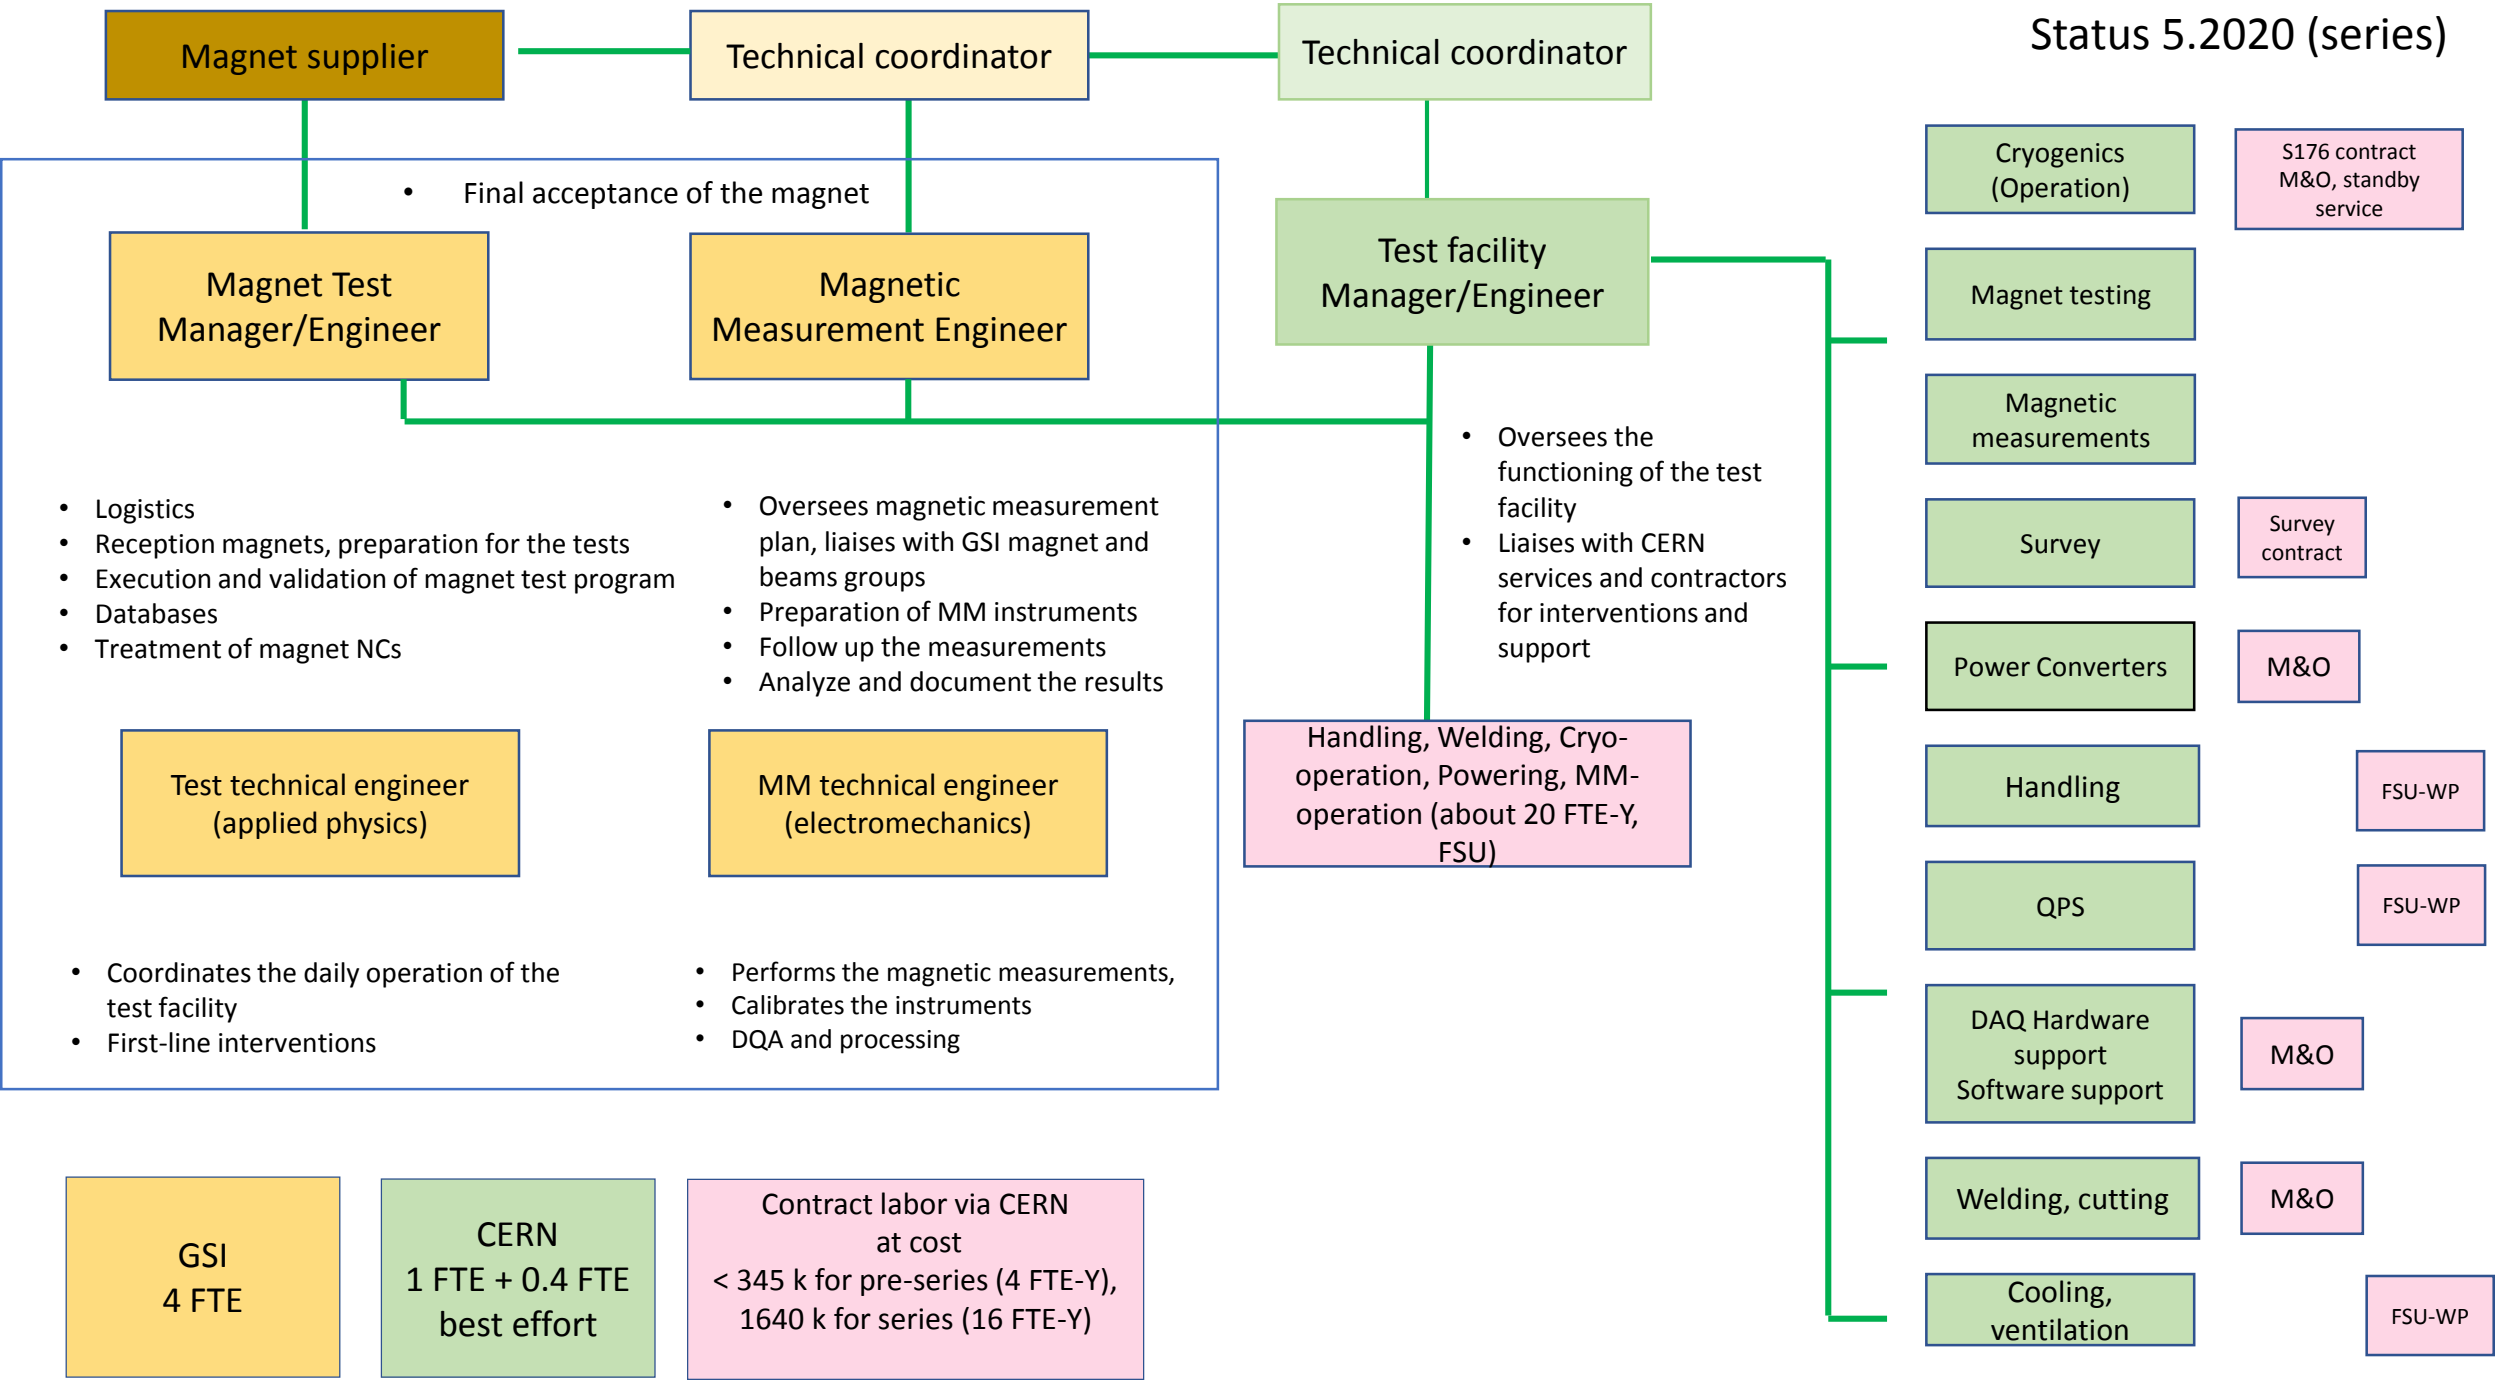 Magnet supplier
Technical coordinator
Technical coordinator
Status 5.2020 (series)
• Final acceptance of the magnet
Magnet Test
Manager/Engineer
Magnetic
Measurement Engineer
Test facility
Manager/Engineer
• Logistics
• Reception magnets, preparation for the tests
• Execution and validation of magnet test program
• Databases
• Treatment of magnet NCs
• Oversees magnetic measurement
plan, liaises with GSI magnet and
beams groups
• Preparation of MM instruments
• Follow up the measurements
• Analyze and document the results
• Oversees the
functioning of the test
facility
• Liaises with CERN
services and contractors
for interventions and
support
Test technical engineer
(applied physics)
MM technical engineer
(electromechanics)
Handling, Welding, Cryo-
operation, Powering, MM-
operation (about 20 FTE-Y,
FSU)
• Coordinates the daily operation of the
test facility
• First-line interventions
• Performs the magnetic measurements,
• Calibrates the instruments
• DQA and processing
GSI
4 FTE
CERN
1 FTE + 0.4 FTE
best effort
Contract labor via CERN
at cost
< 345 k for pre-series (4 FTE-Y),
1640 k for series (16 FTE-Y)
Cryogenics
(Operation)
S176 contract
M&O, standby
service
Magnet testing
Magnetic
measurements
Survey
Survey
contract
Power Converters
M&O
Handling
FSU-WP
QPS
FSU-WP
DAQ Hardware
support
Software support
M&O
Welding, cutting
M&O
Cooling,
ventilation
FSU-WP